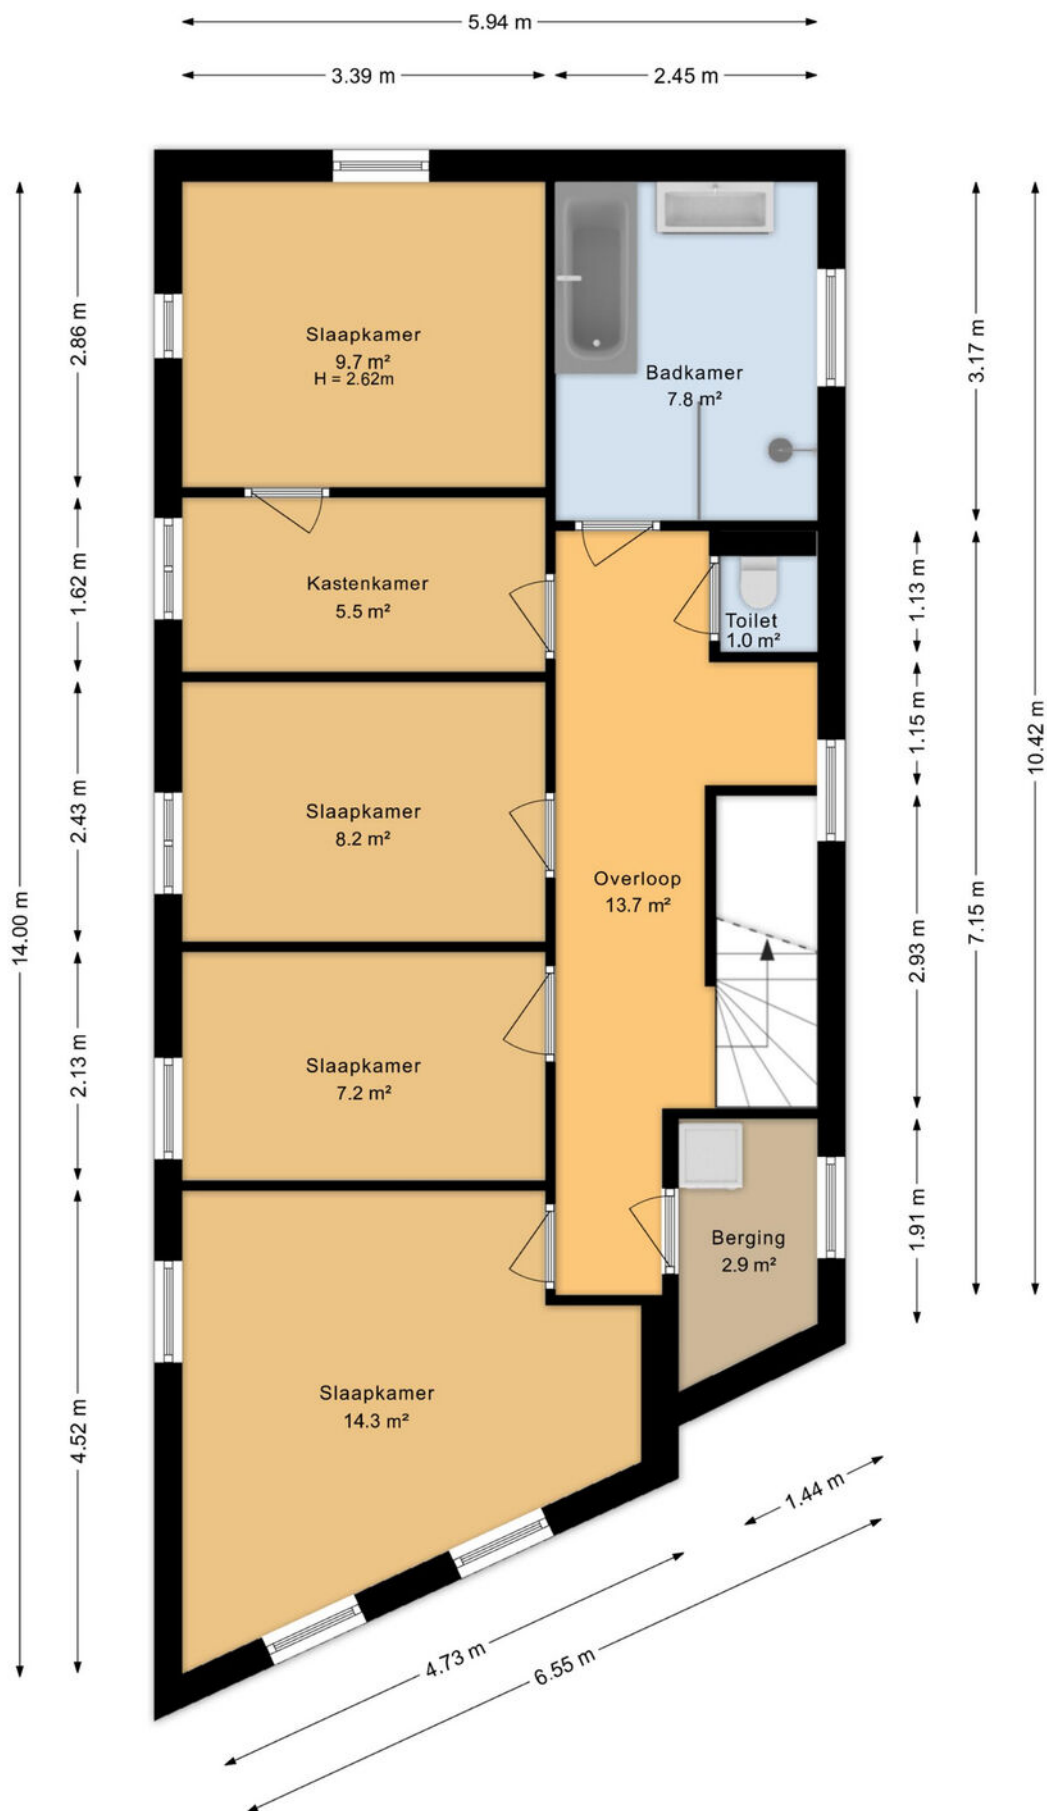 5.94 m
3.39 m
2.45 m
14.00 m
2.86 m
1.62 m
2.43 m
2.13 m
4.52 m
Slaapkamer
9.7 m²
H = 2.62m
Badkamer
7.8 m²
Kastenkamer
5.5 m²
Toilet
1.0 m²
Slaapkamer
8.2 m²
Overloop
13.7 m²
Slaapkamer
7.2 m²
Berging
2.9 m²
Slaapkamer
14.3 m²
3.17 m
1.13 m
1.15 m
10.42 m
2.93 m
7.15 m
1.91 m
1.44 m
4.73 m
6.55 m